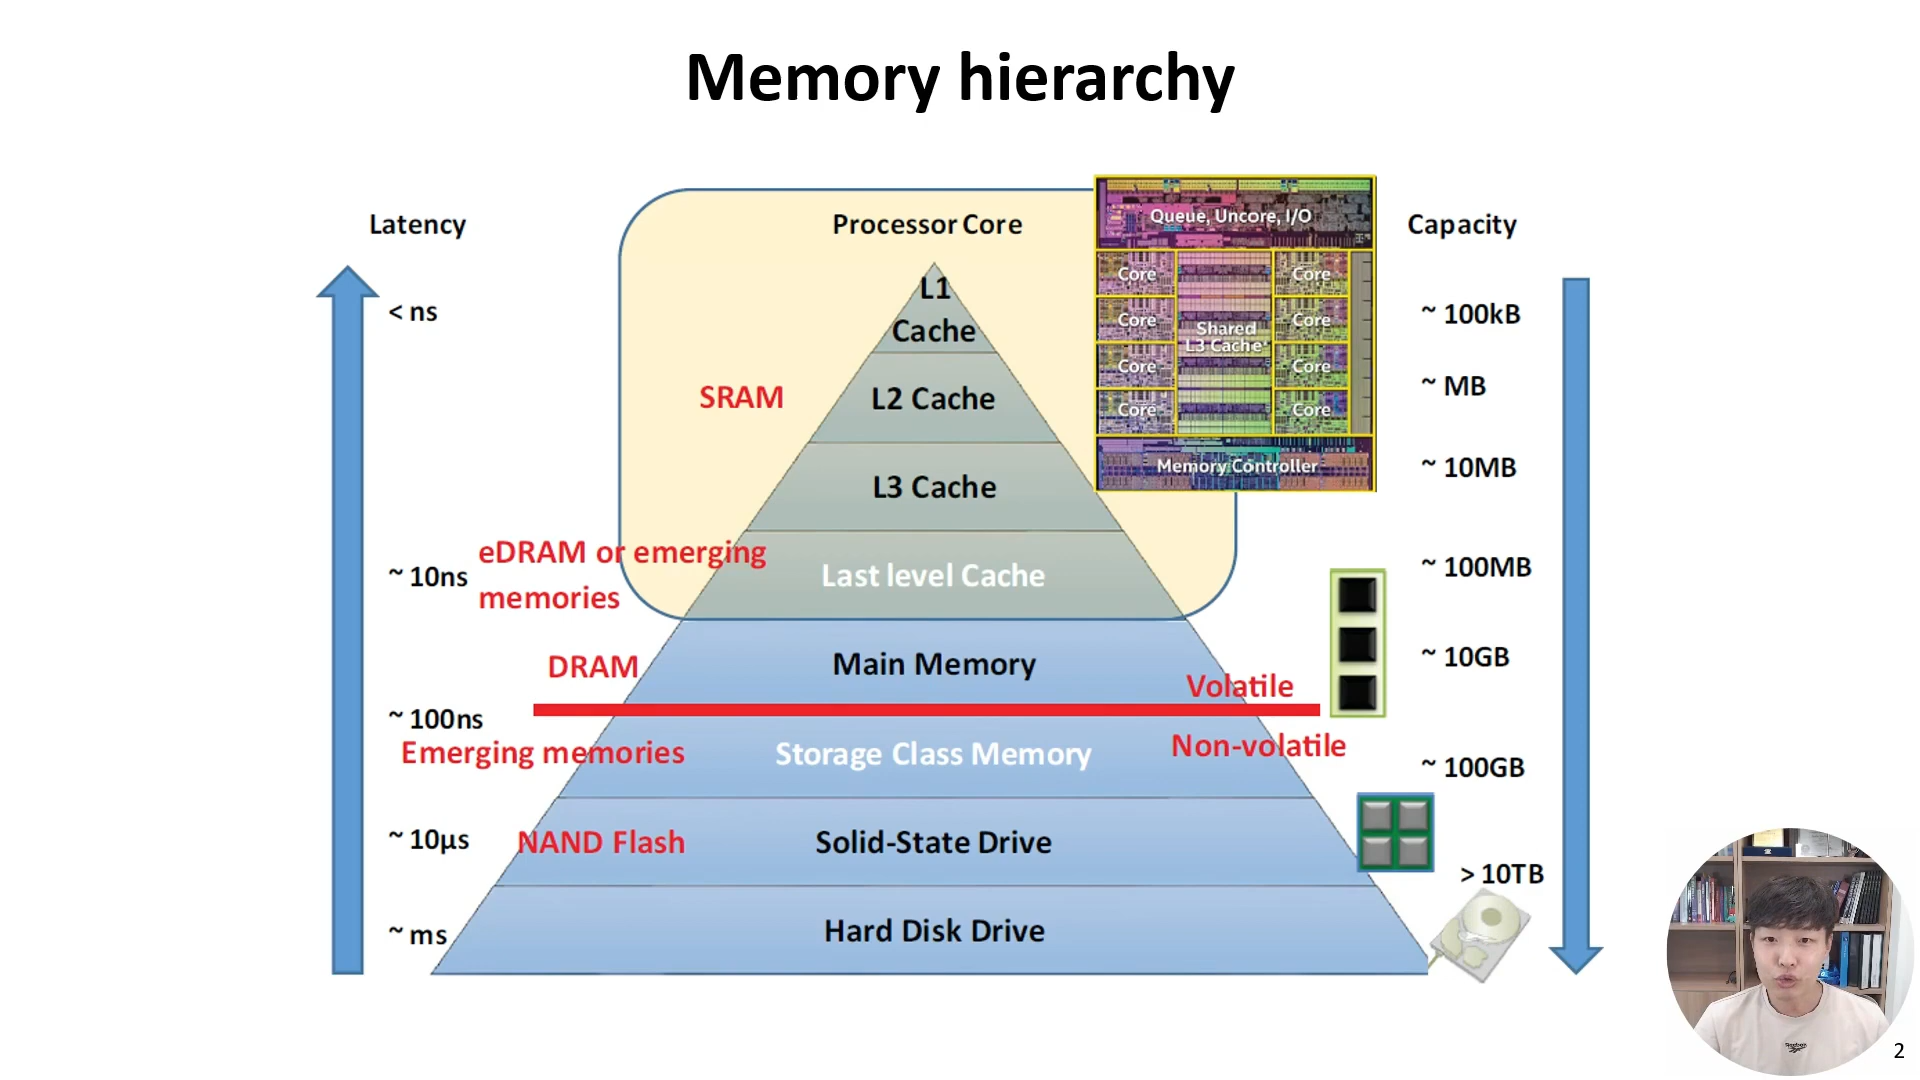 Memory hierarchy
Latency
Processor Core
Capacity
Queue, Uncore, I/O
Core
Core
Core
Core
Shared
L3 Cache
Core
Core
Core
Core
Memory Controller
< ns
~ 10ns
~ 100ns
~ 10µs
~ ms
L1
Cache
SRAM
L2 Cache
L3 Cache
eDRAM or emerging
memories
Last level Cache
DRAM
Main Memory
Volatile
Emerging memories
Storage Class Memory
Non-volatile
NAND Flash
Solid-State Drive
Hard Disk Drive
~ 100kB
~ MB
~ 10MB
~ 100MB
~ 10GB
~ 100GB
> 10TB
Reebok
2